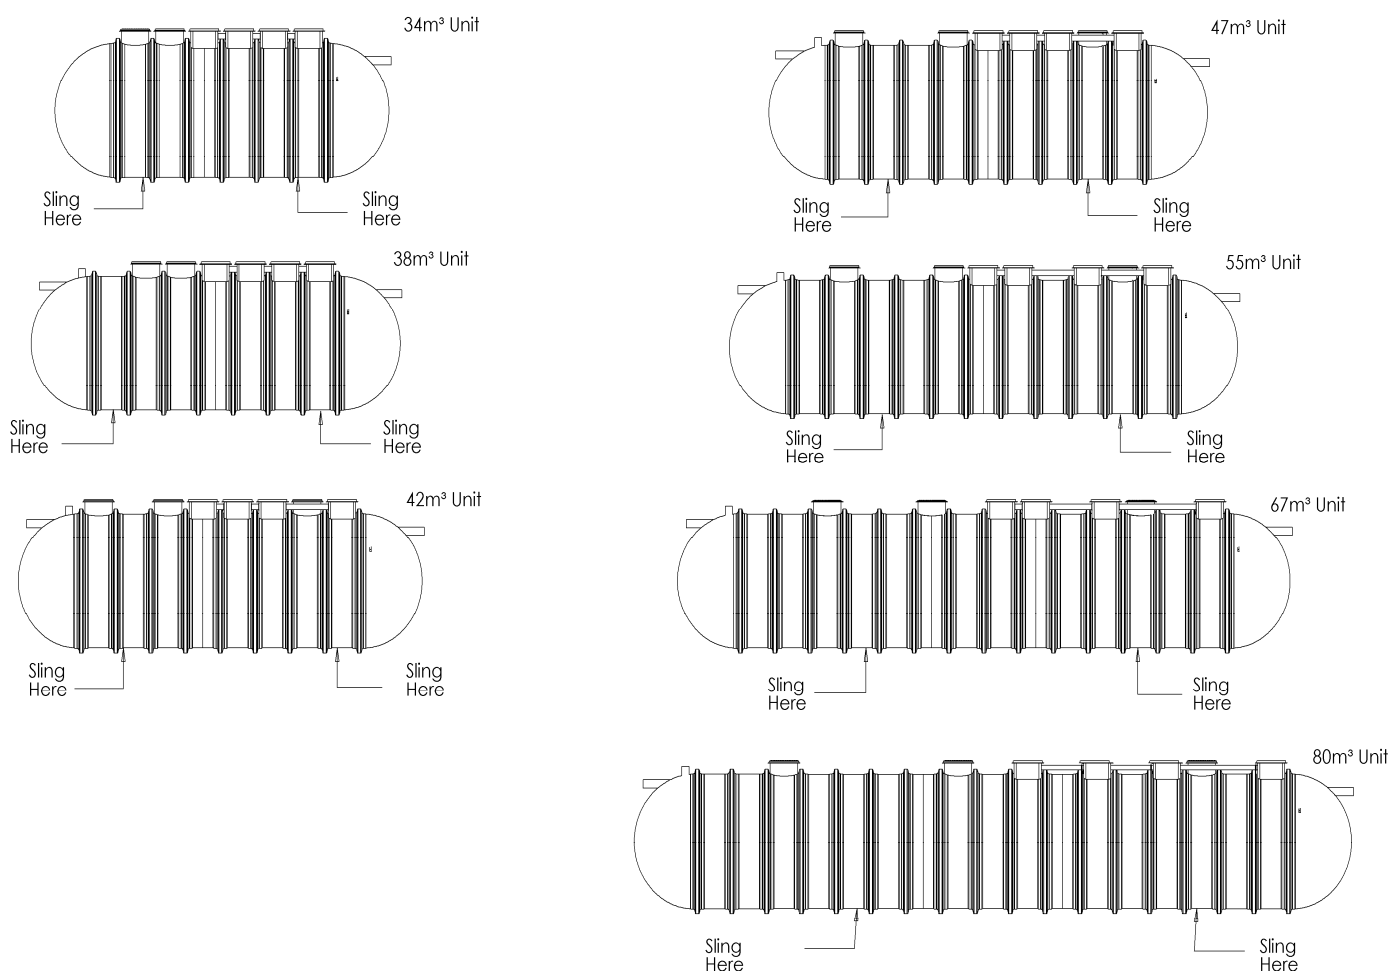 34m³ Unit
Sling
Here
Sling
Here
47m³ Unit
Sling
Here
Sling
Here
38m³ Unit
Sling
Here
Sling
Here
55m³ Unit
Sling
Here
Sling
Here
42m³ Unit
Sling
Here
Sling
Here
67m³ Unit
Sling
Here
Sling
Here
80m³ Unit
Sling
Here
Sling
Here